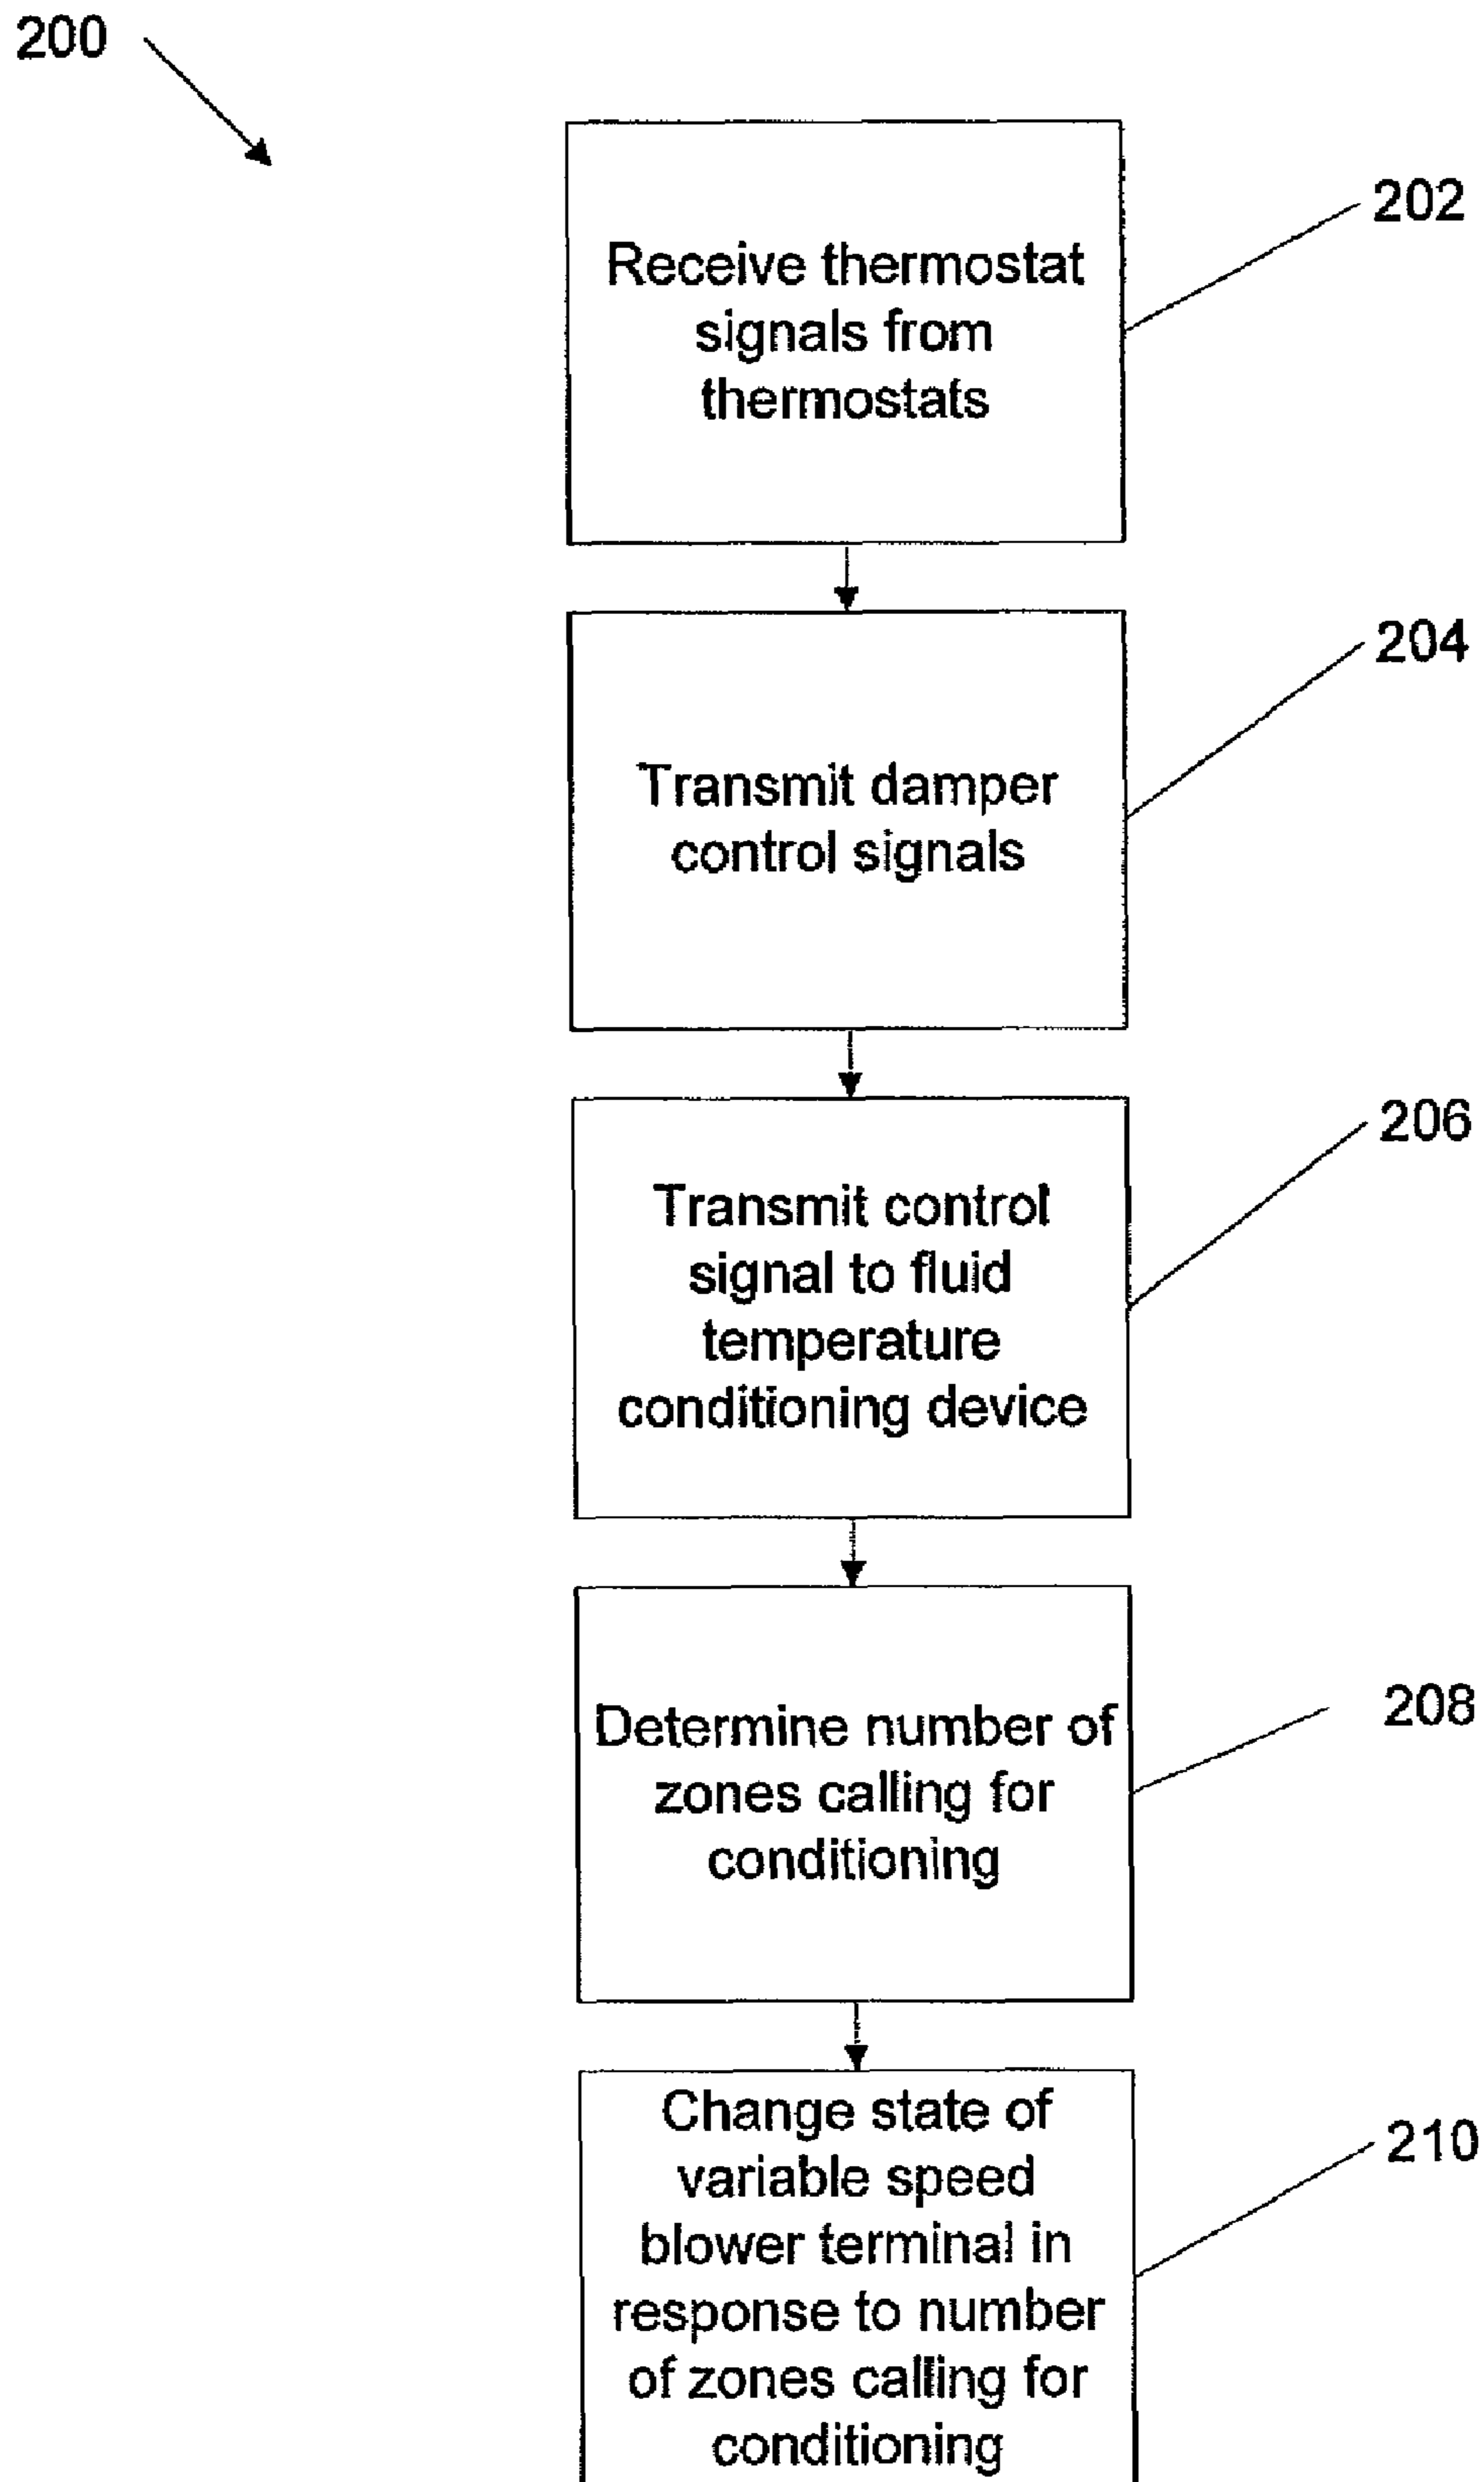 200
202
Receive thermostat
signals from
thermostats
204
Transmit damper
control signals
206
Transmit control
signal to fluid
temperature
conditioning device
208
Determine number of
zones calling for
conditioning
210
Change state of
variable speed
blower terminal in
response to number
of zones calling for
conditioning